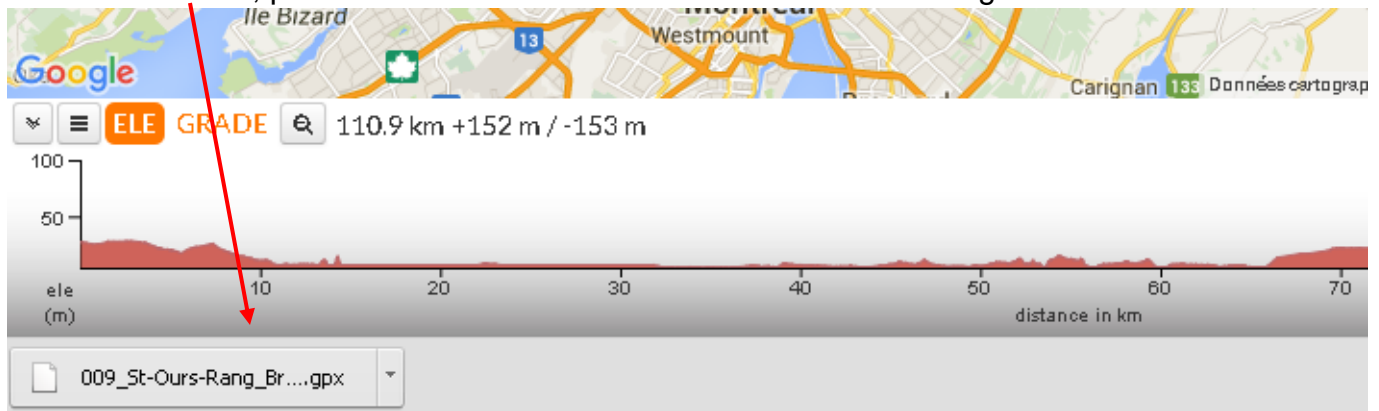 Ile Bizard
13
Westmount
Google
Carignan 133 Données cartograp
ELE GRADE 110.9 km +152 m / -153 m
100
50
ele 10 20 30 40 50 60 70
(m) distance in km
009_St-Ours-Rang_Br....gpx